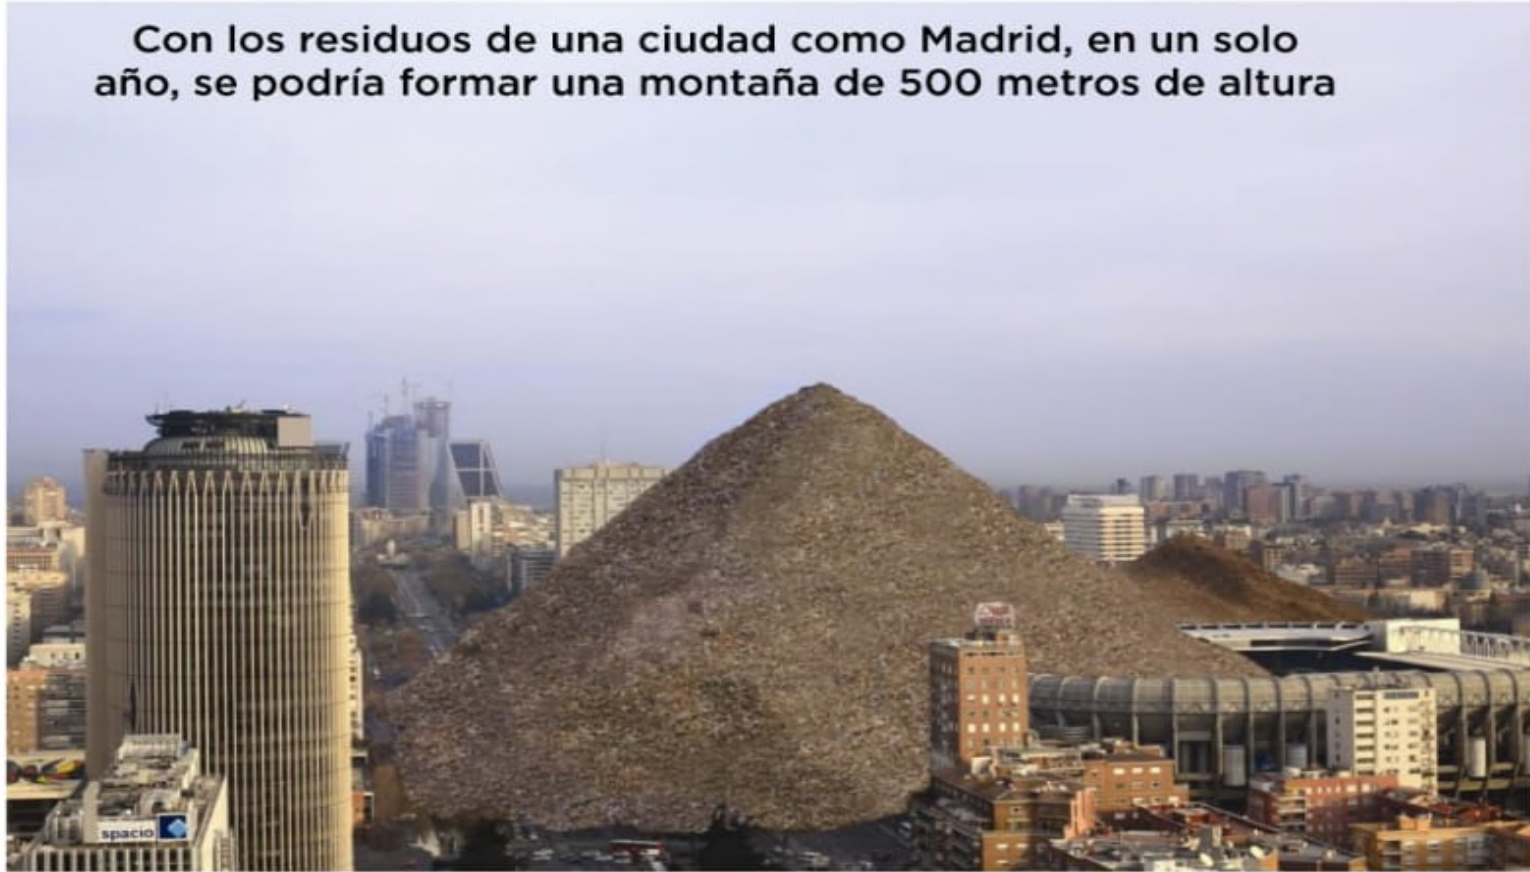 Con los residuos de una ciudad como Madrid, en un solo
año, se podría formar una montaña de 500 metros de altura
spacio